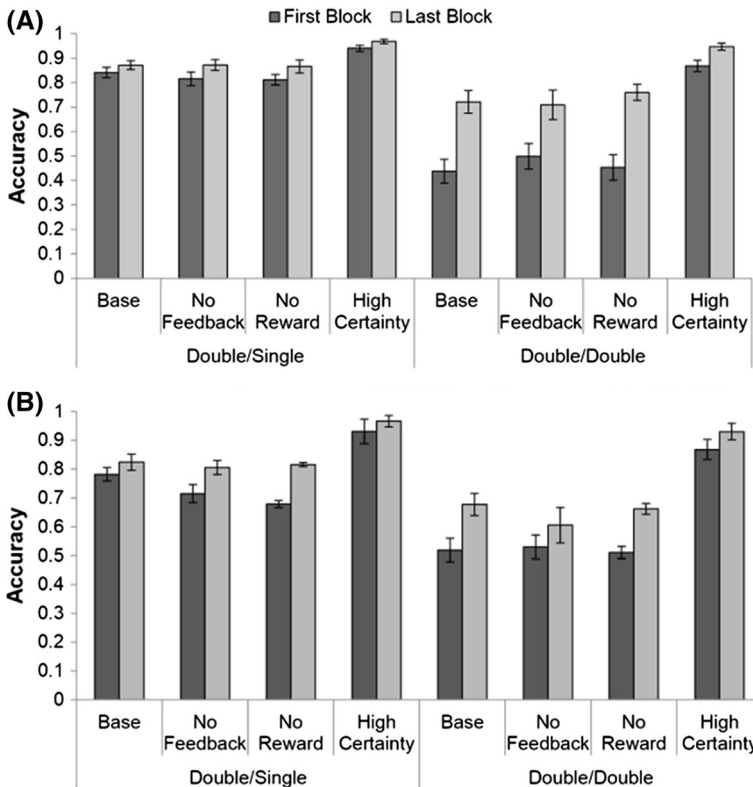 (A)
First Block Last Block
1
0.9
0.8
0.7
0.6
0.5
0.4
0.3
0.2
0.1
0
Accuracy
Base No No High Base No No High
Feedback Reward Certainty Feedback Reward Certainty
Double/Single Double/Double
(B)
1
0.9
0.8
0.7
0.6
0.5
0.4
0.3
0.2
0.1
0
Accuracy
Base No No High Base No No High
Feedback Reward Certainty Feedback Reward Certainty
Double/Single Double/Double